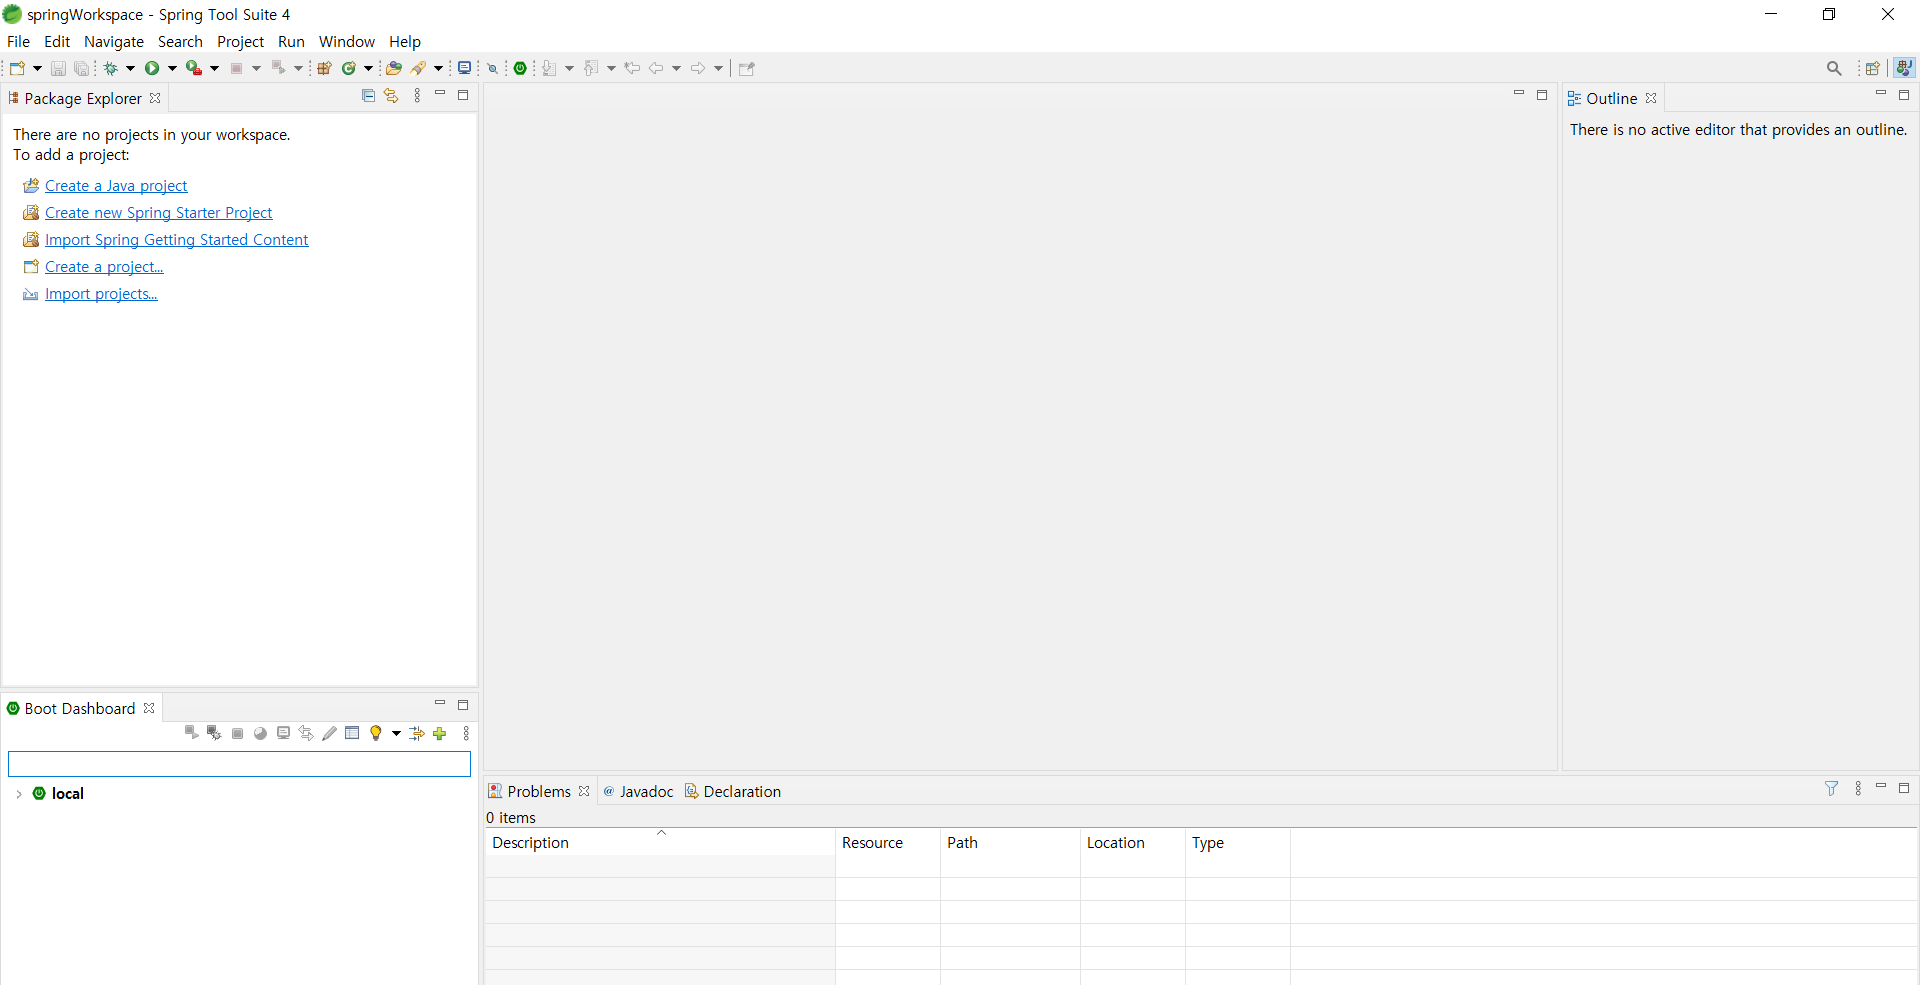 springWorkspace - Spring Tool Suite 4
File Edit Navigate Search Project Run Window Help
Package Explorer
There are no projects in your workspace.
To add a project:
Create a Java project
Create new Spring Starter Project
Import Spring Getting Started Content
Create a project...
Import projects...
Outline
There is no active editor that provides an outline.
Boot Dashboard
local
Problems @ Javadoc Declaration
0 items
Description Resource Path Location Type